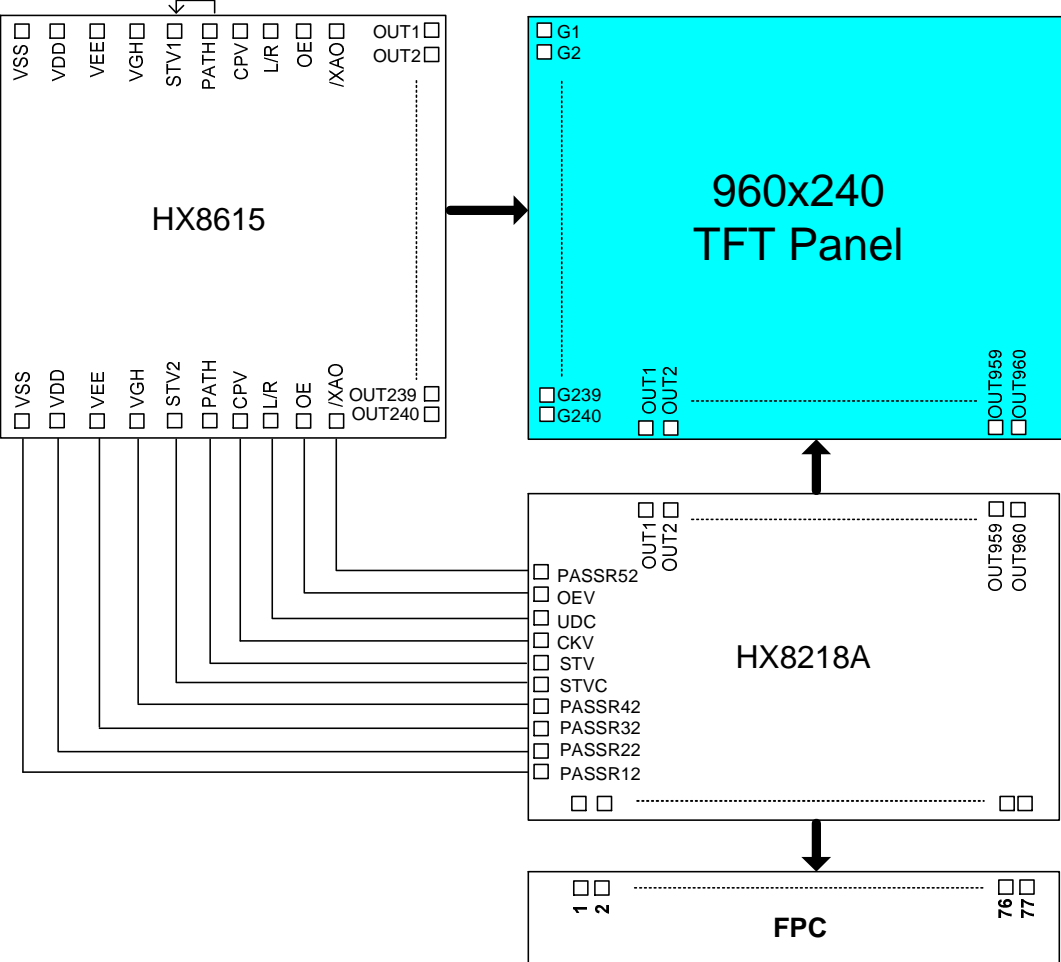 VSS
VDD
VEE
VGH
STV1
PATH
CPV
L/R
OE
/XAO
OUT1
OUT2
HX8615
VSS
VDD
VEE
VGH
STV2
PATH
CPV
L/R
OE
/XAO
OUT239
OUT240
G1
G2
960x240
TFT Panel
G239
G240
OUT1
OUT2
OUT959
OUT960
OUT1
OUT2
OUT959
OUT960
PASSR52
OEV
UDC
CKV
STV
STVC
PASSR42
PASSR32
PASSR22
PASSR12
HX8218A
1
2
76
77
FPC